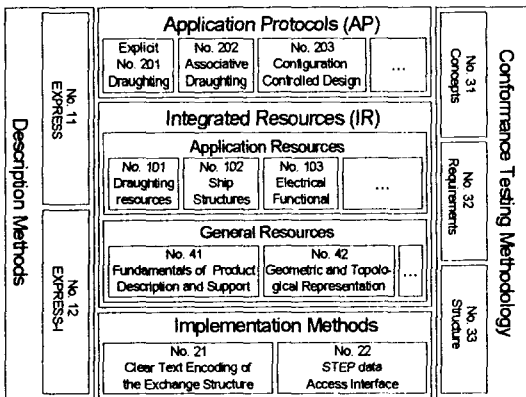 Description Methods
No. 11
EXPRESS
No. 12
EXPRESS-I
Application Protocols (AP)
Explicit
No. 201
Draughting
No. 202
Associative
Draughting
No. 203
Configuration
Controlled Design
...
Integrated Resources (IR)
Application Resources
No. 101
Draughting
resources
No. 102
Ship
Structures
No. 103
Electrical
Functional
...
General Resources
No. 41
Fundamentals of Product
Description and Support
No. 42
Geometric and Topolo-
gical Representation
...
Implementation Methods
No. 21
Clear Text Encoding of
the Exchange Structure
No. 22
STEP data
Access Interface
No. 31
Concepts
No. 32
Requirements
No. 33
Structure
Conformance Testing Methodology